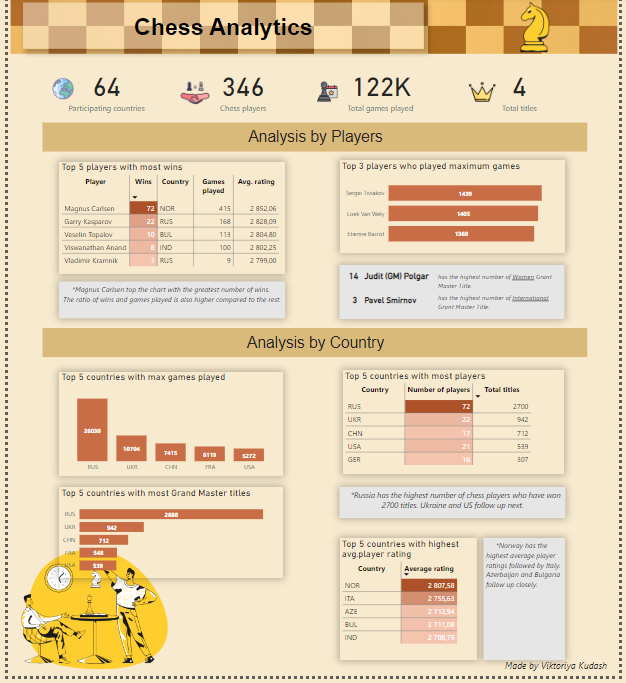 Chess Analytics
64
Participating countries
346
Chess players
122K
Total games played
4
Total titles
Analysis by Players
Top 5 players with most wins
Player Wins Country Games played Avg. rating
Magnus Carlsen 72 NOR 415 2 852,06
Garry Kasparov 22 RUS 168 2 828,09
Veselin Topalov 10 BUL 113 2 804,80
Viswanathan Anand 8 IND 100 2 802,25
Vladimir Kramnik 1 RUS 9 2 799,00
*Magnus Carlsen top the chart with the greatest number of wins.
The ratio of wins and games played is also higher compared to the rest.
Top 3 players who played maximum games
Sergei Tiviakov 1439
Loek Van Wely 1405
Etienne Bacrot 1368
14 Judit (GM) Polgar has the highest number of Women Grant
Master Title.
3 Pavel Smirnov has the highest number of International
Grant Master Title.
Analysis by Country
Top 5 countries with max games played
26030
10704
7415
6119
5272
RUS UKR CHN FRA USA
Top 5 countries with most Grand Master titles
RUS 2688
UKR 942
CHN 712
FRA 548
USA 539
Top 5 countries with most players
Country Number of players Total titles
RUS 72 2700
UKR 22 942
CHN 17 712
USA 21 539
GER 16 307
*Russia has the highest number of chess players who have won
2700 titles. Ukraine and US follow up next.
Top 5 countries with highest
avg.player rating
Country Average rating
NOR 2 807,58
ITA 2 755,63
AZE 2 712,94
BUL 2 711,08
IND 2 708,79
*Norway has the
highest average player
ratings followed by Italy.
Azerbaijan and Bulgaria
follow up closely.
Made by Viktoriya Kudash